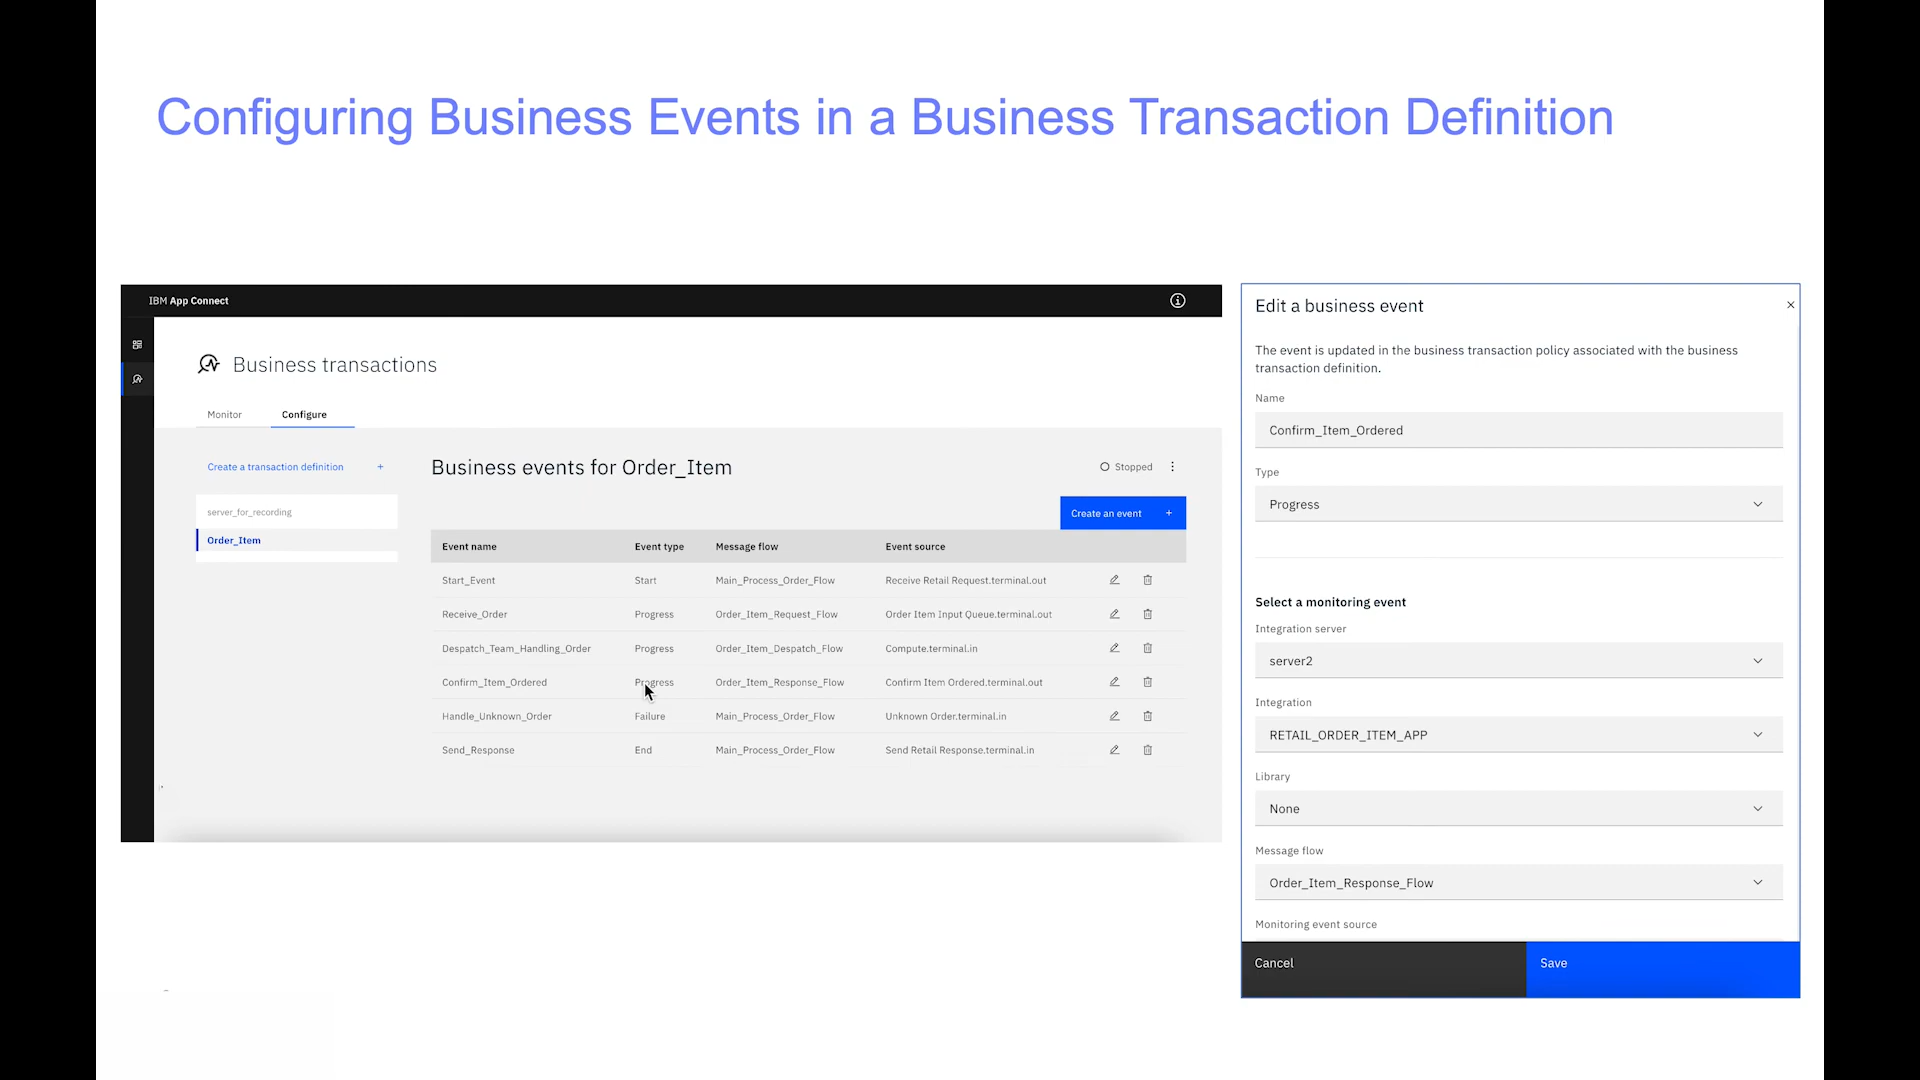 Configuring Business Events in a Business Transaction Definition
IBM App Connect
Business transactions
Monitor
Configure
Create a transaction definition +
server_for_recording
Order_Item
Business events for Order_Item
Stopped
Create an event +
Event name Event type Message flow Event source
Start_Event Start Main_Process_Order_Flow Receive Retail Request.terminal.out
Receive_Order Progress Order_Item_Request_Flow Order Item Input Queue.terminal.out
Despatch_Team_Handling_Order Progress Order_Item_Despatch_Flow Compute.terminal.in
Confirm_Item_Ordered Progress Order_Item_Response_Flow Confirm Item Ordered.terminal.out
Handle_Unknown_Order Failure Main_Process_Order_Flow Unknown Order.terminal.in
Send_Response End Main_Process_Order_Flow Send Retail Response.terminal.in
Edit a business event
The event is updated in the business transaction policy associated with the business
transaction definition.
Name
Confirm_Item_Ordered
Type
Progress
Select a monitoring event
Integration server
server2
Integration
RETAIL_ORDER_ITEM_APP
Library
None
Message flow
Order_Item_Response_Flow
Monitoring event source
Cancel
Save